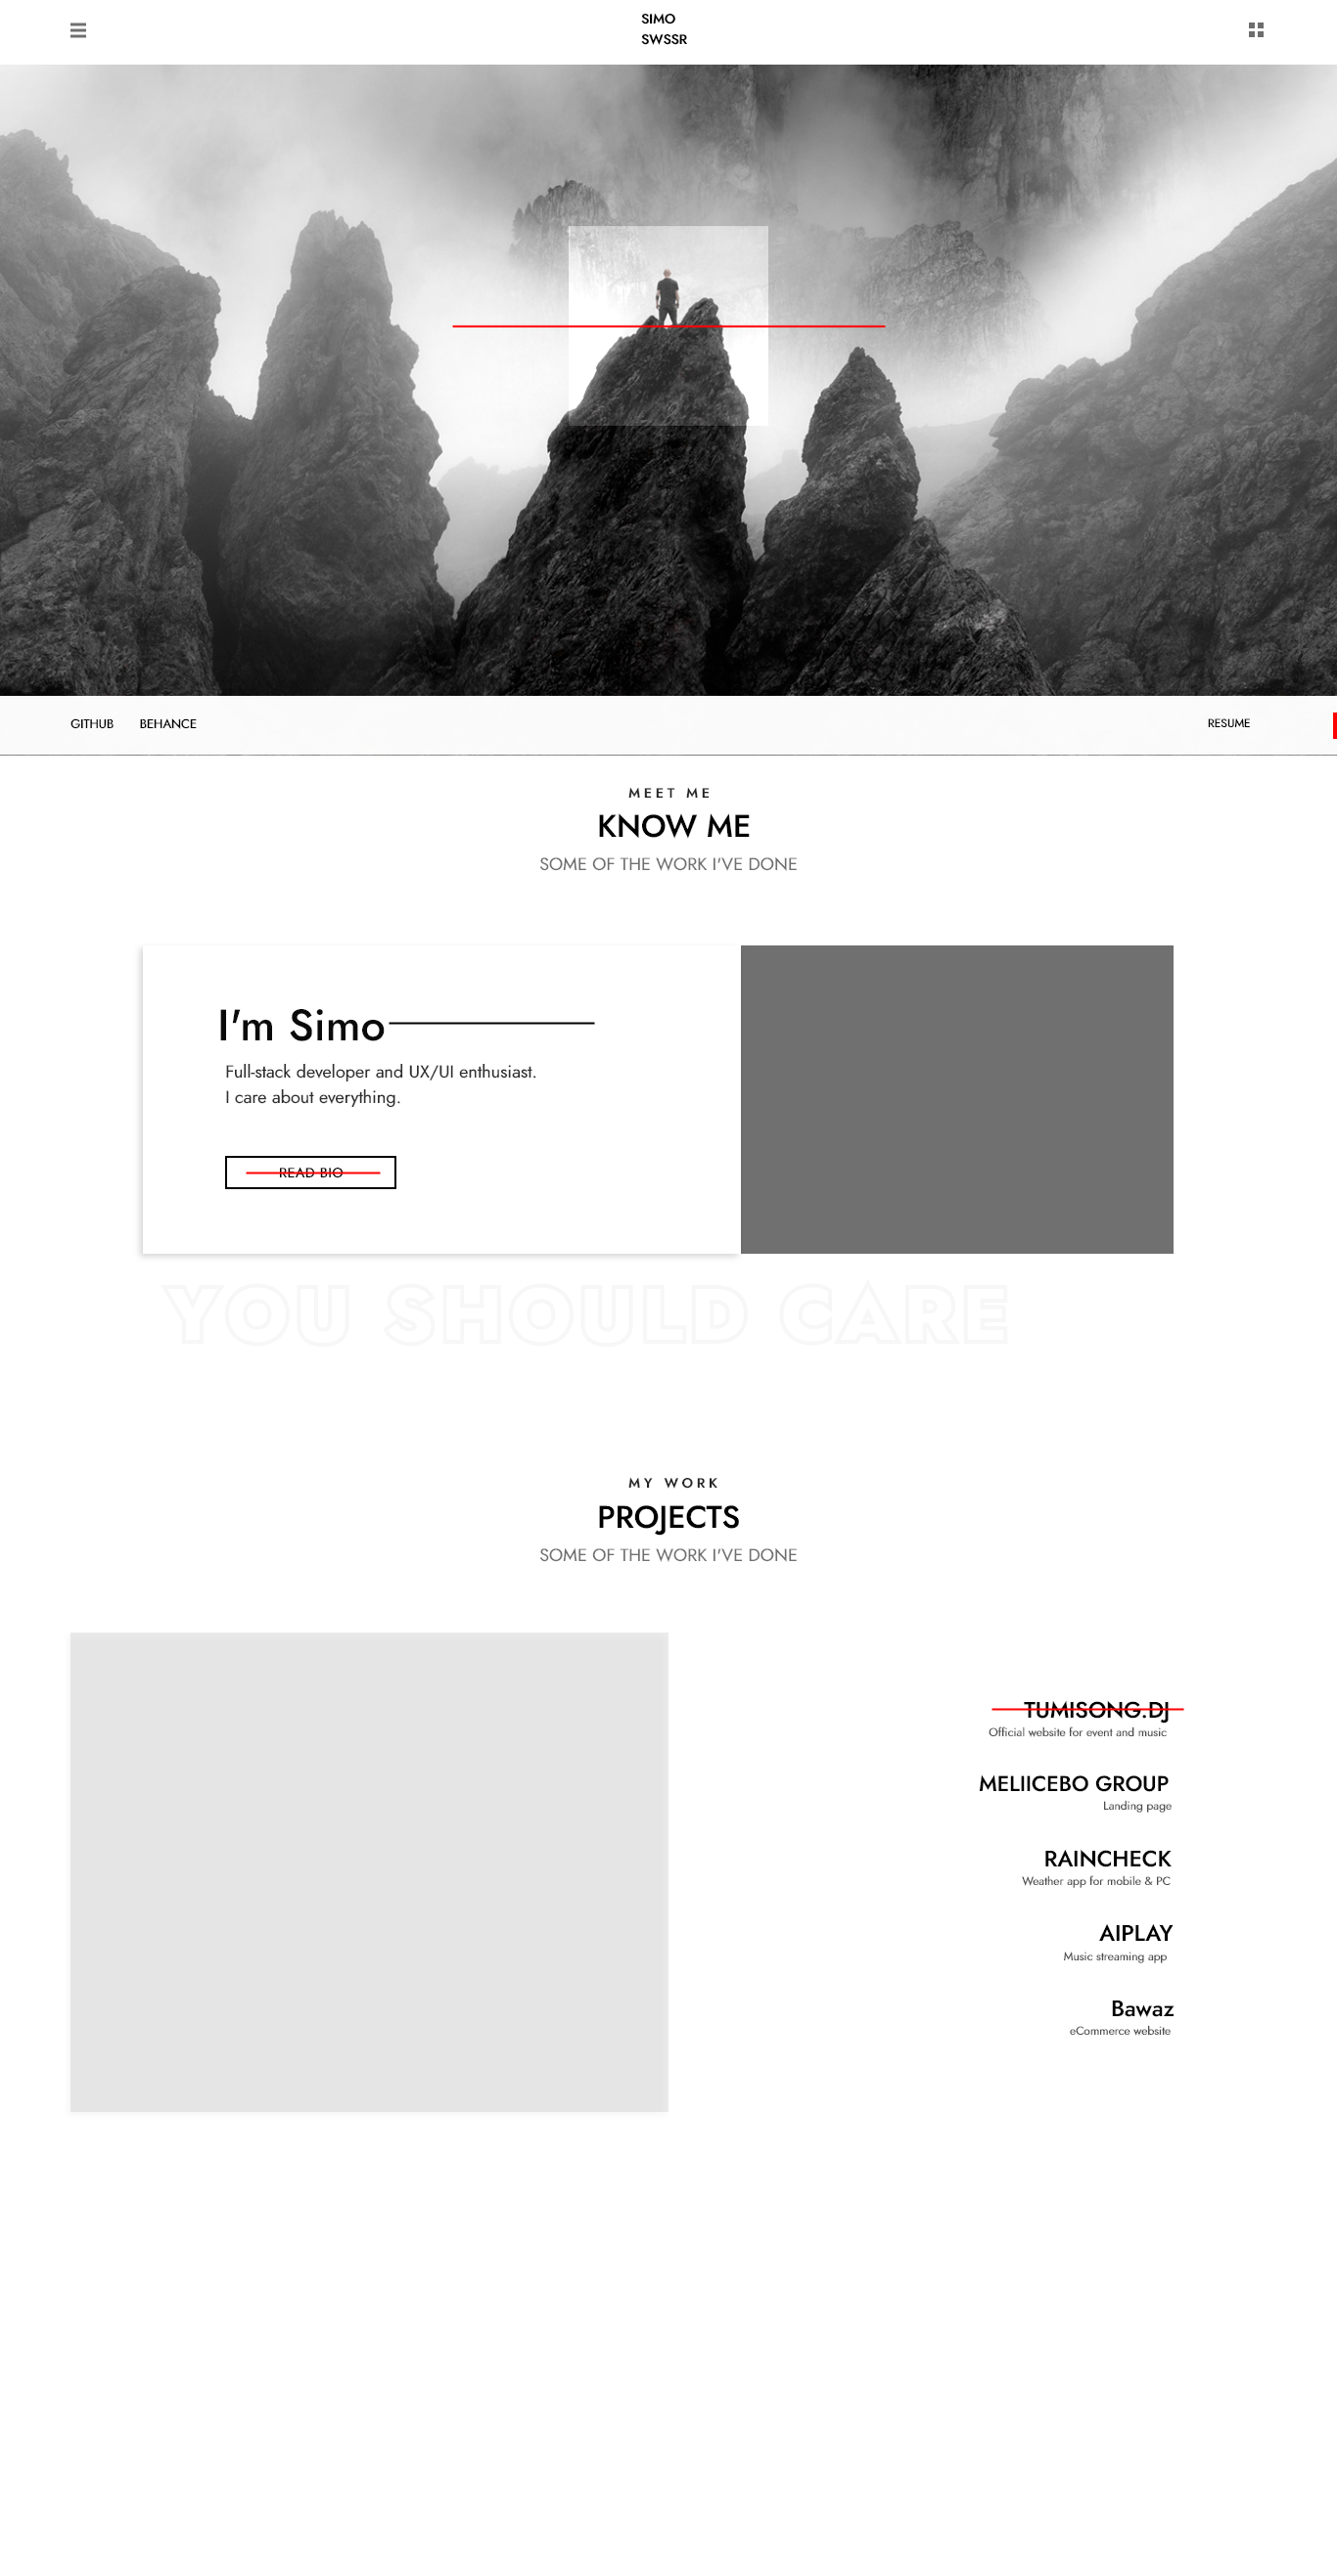 SIMO
SWSSR
GITHUB BEHANCE RESUME
MEET ME
KNOW ME
SOME OF THE WORK I'VE DONE
I'm Simo
Full-stack developer and UX/UI enthusiast.
I care about everything.
READ BIO
YOU SHOULD CARE
MY WORK
PROJECTS
SOME OF THE WORK I'VE DONE
TUMISONG.DJ
Official website for event and music
MELIICEBO GROUP
Landing page
RAINCHECK
Weather app for mobile & PC
AIPLAY
Music streaming app
Bawaz
eCommerce website